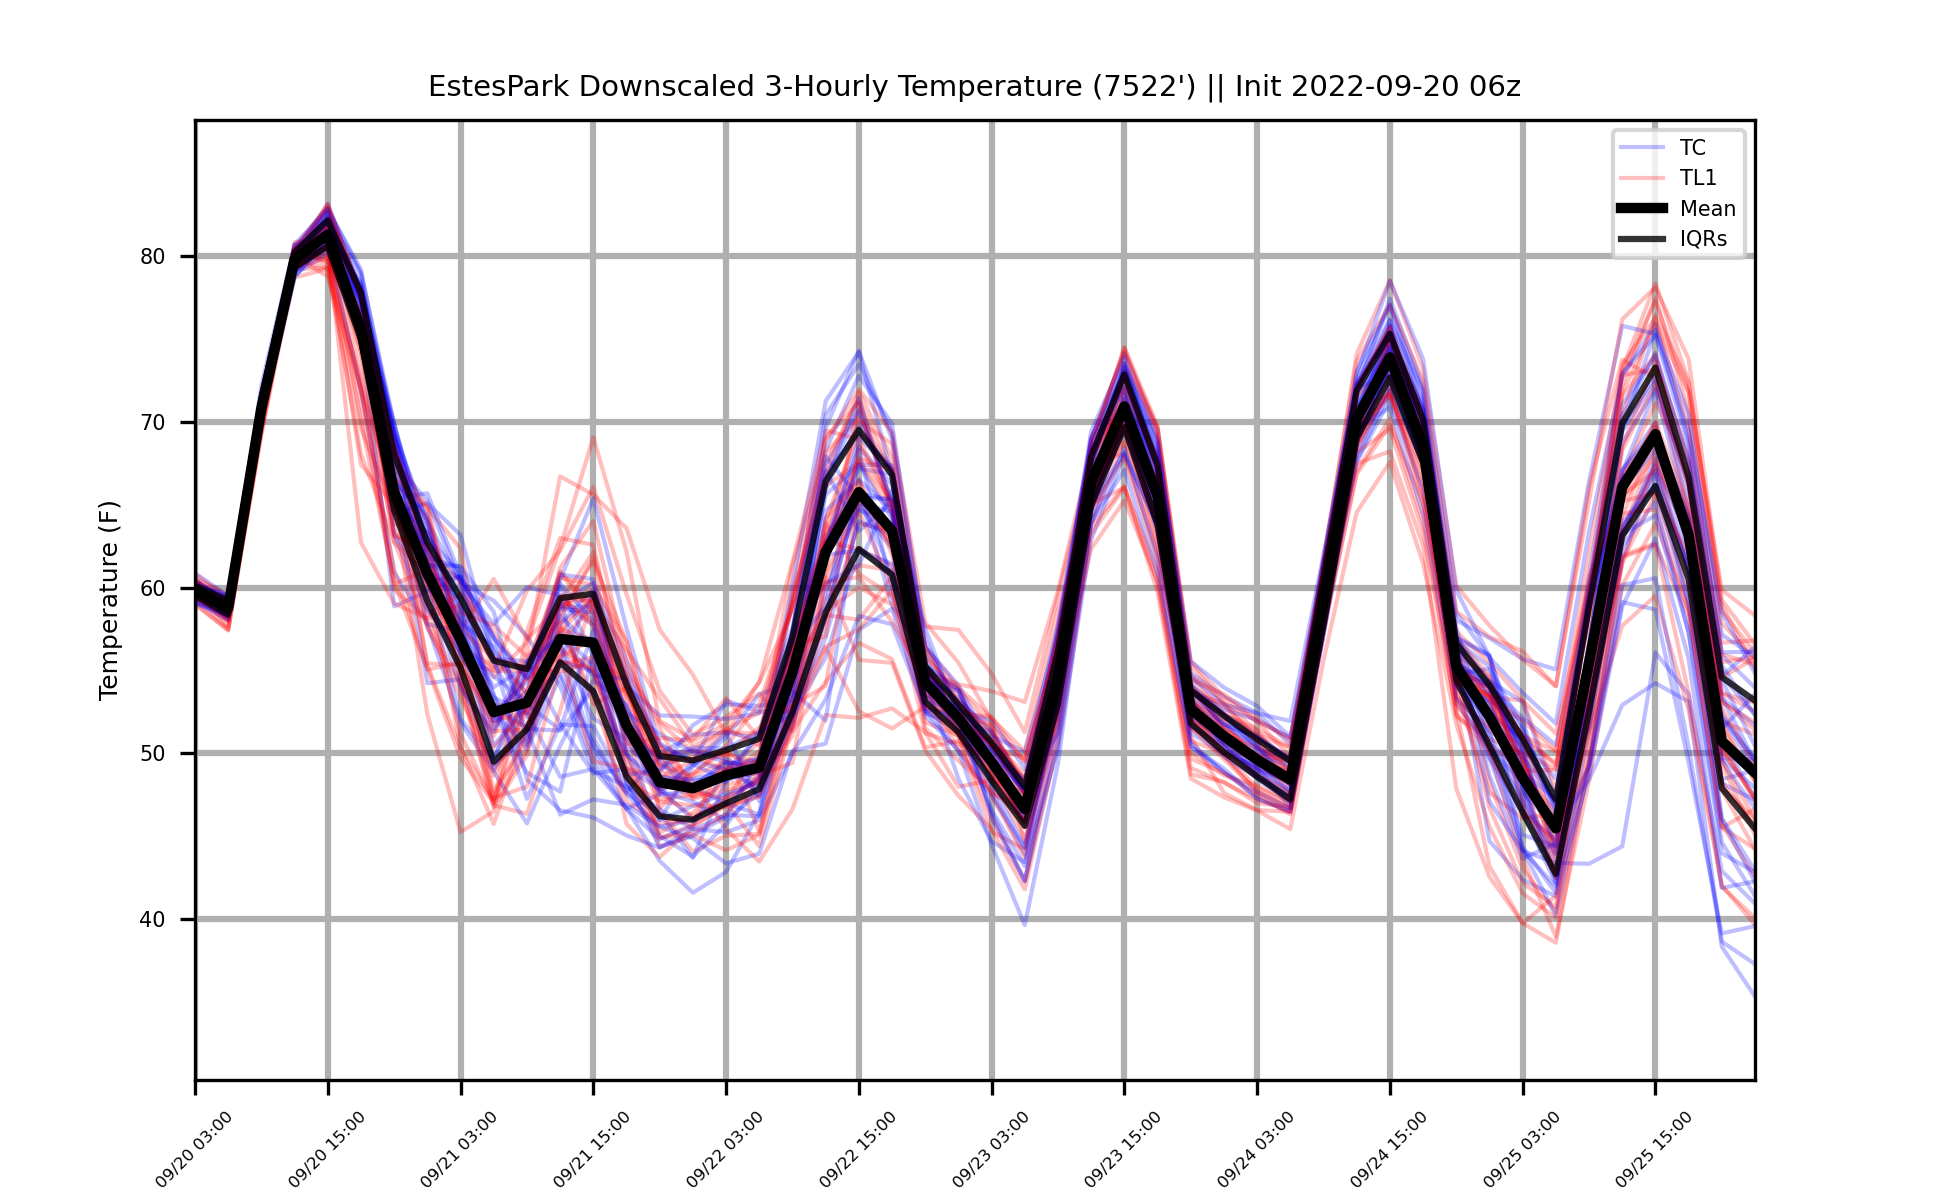 EstesPark Downscaled 3-Hourly Temperature (7522') || Init 2022-09-20 06z
TC
TL1
Mean
IQRs
Temperature (F)
80
70
60
50
40
09/20 03:00
09/20 15:00
09/21 03:00
09/21 15:00
09/22 03:00
09/22 15:00
09/23 03:00
09/23 15:00
09/24 03:00
09/24 15:00
09/25 03:00
09/25 15:00